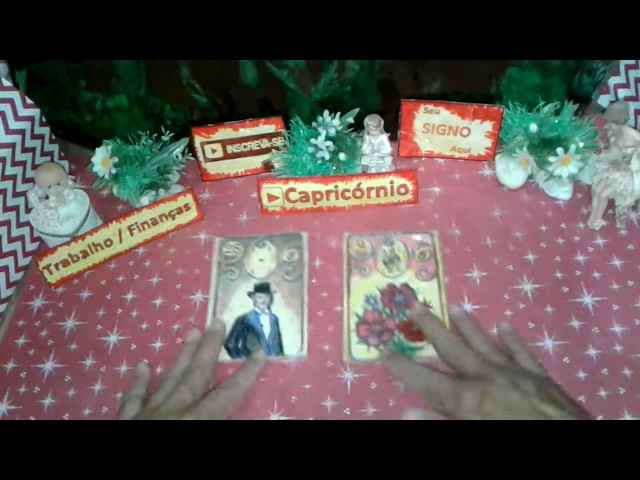 INSCREVA-SE
Seu
SIGNO
Aqui
Capricórnio
Trabalho / Finanças